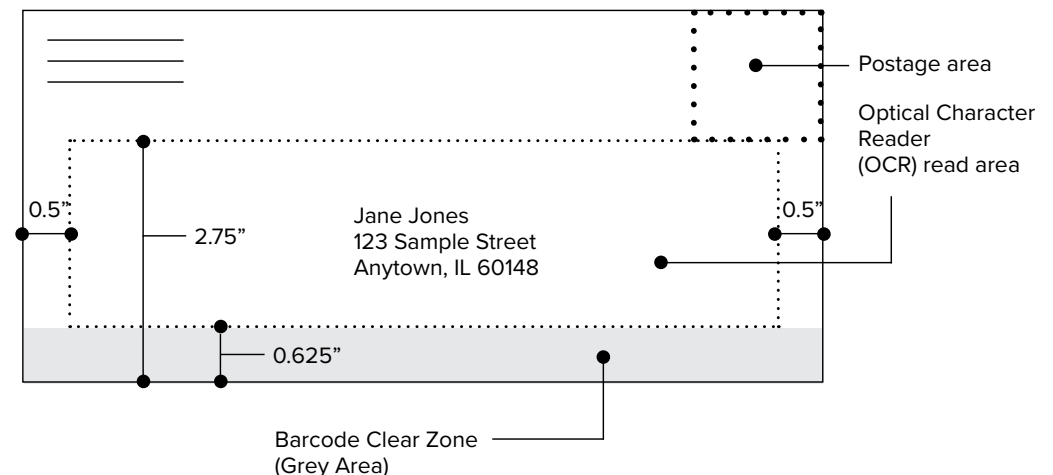 Postage area
Optical Character
Reader
(OCR) read area
0.5”
0.5”
2.75”
Jane Jones
123 Sample Street
Anytown, IL 60148
0.625”
Barcode Clear Zone
(Grey Area)